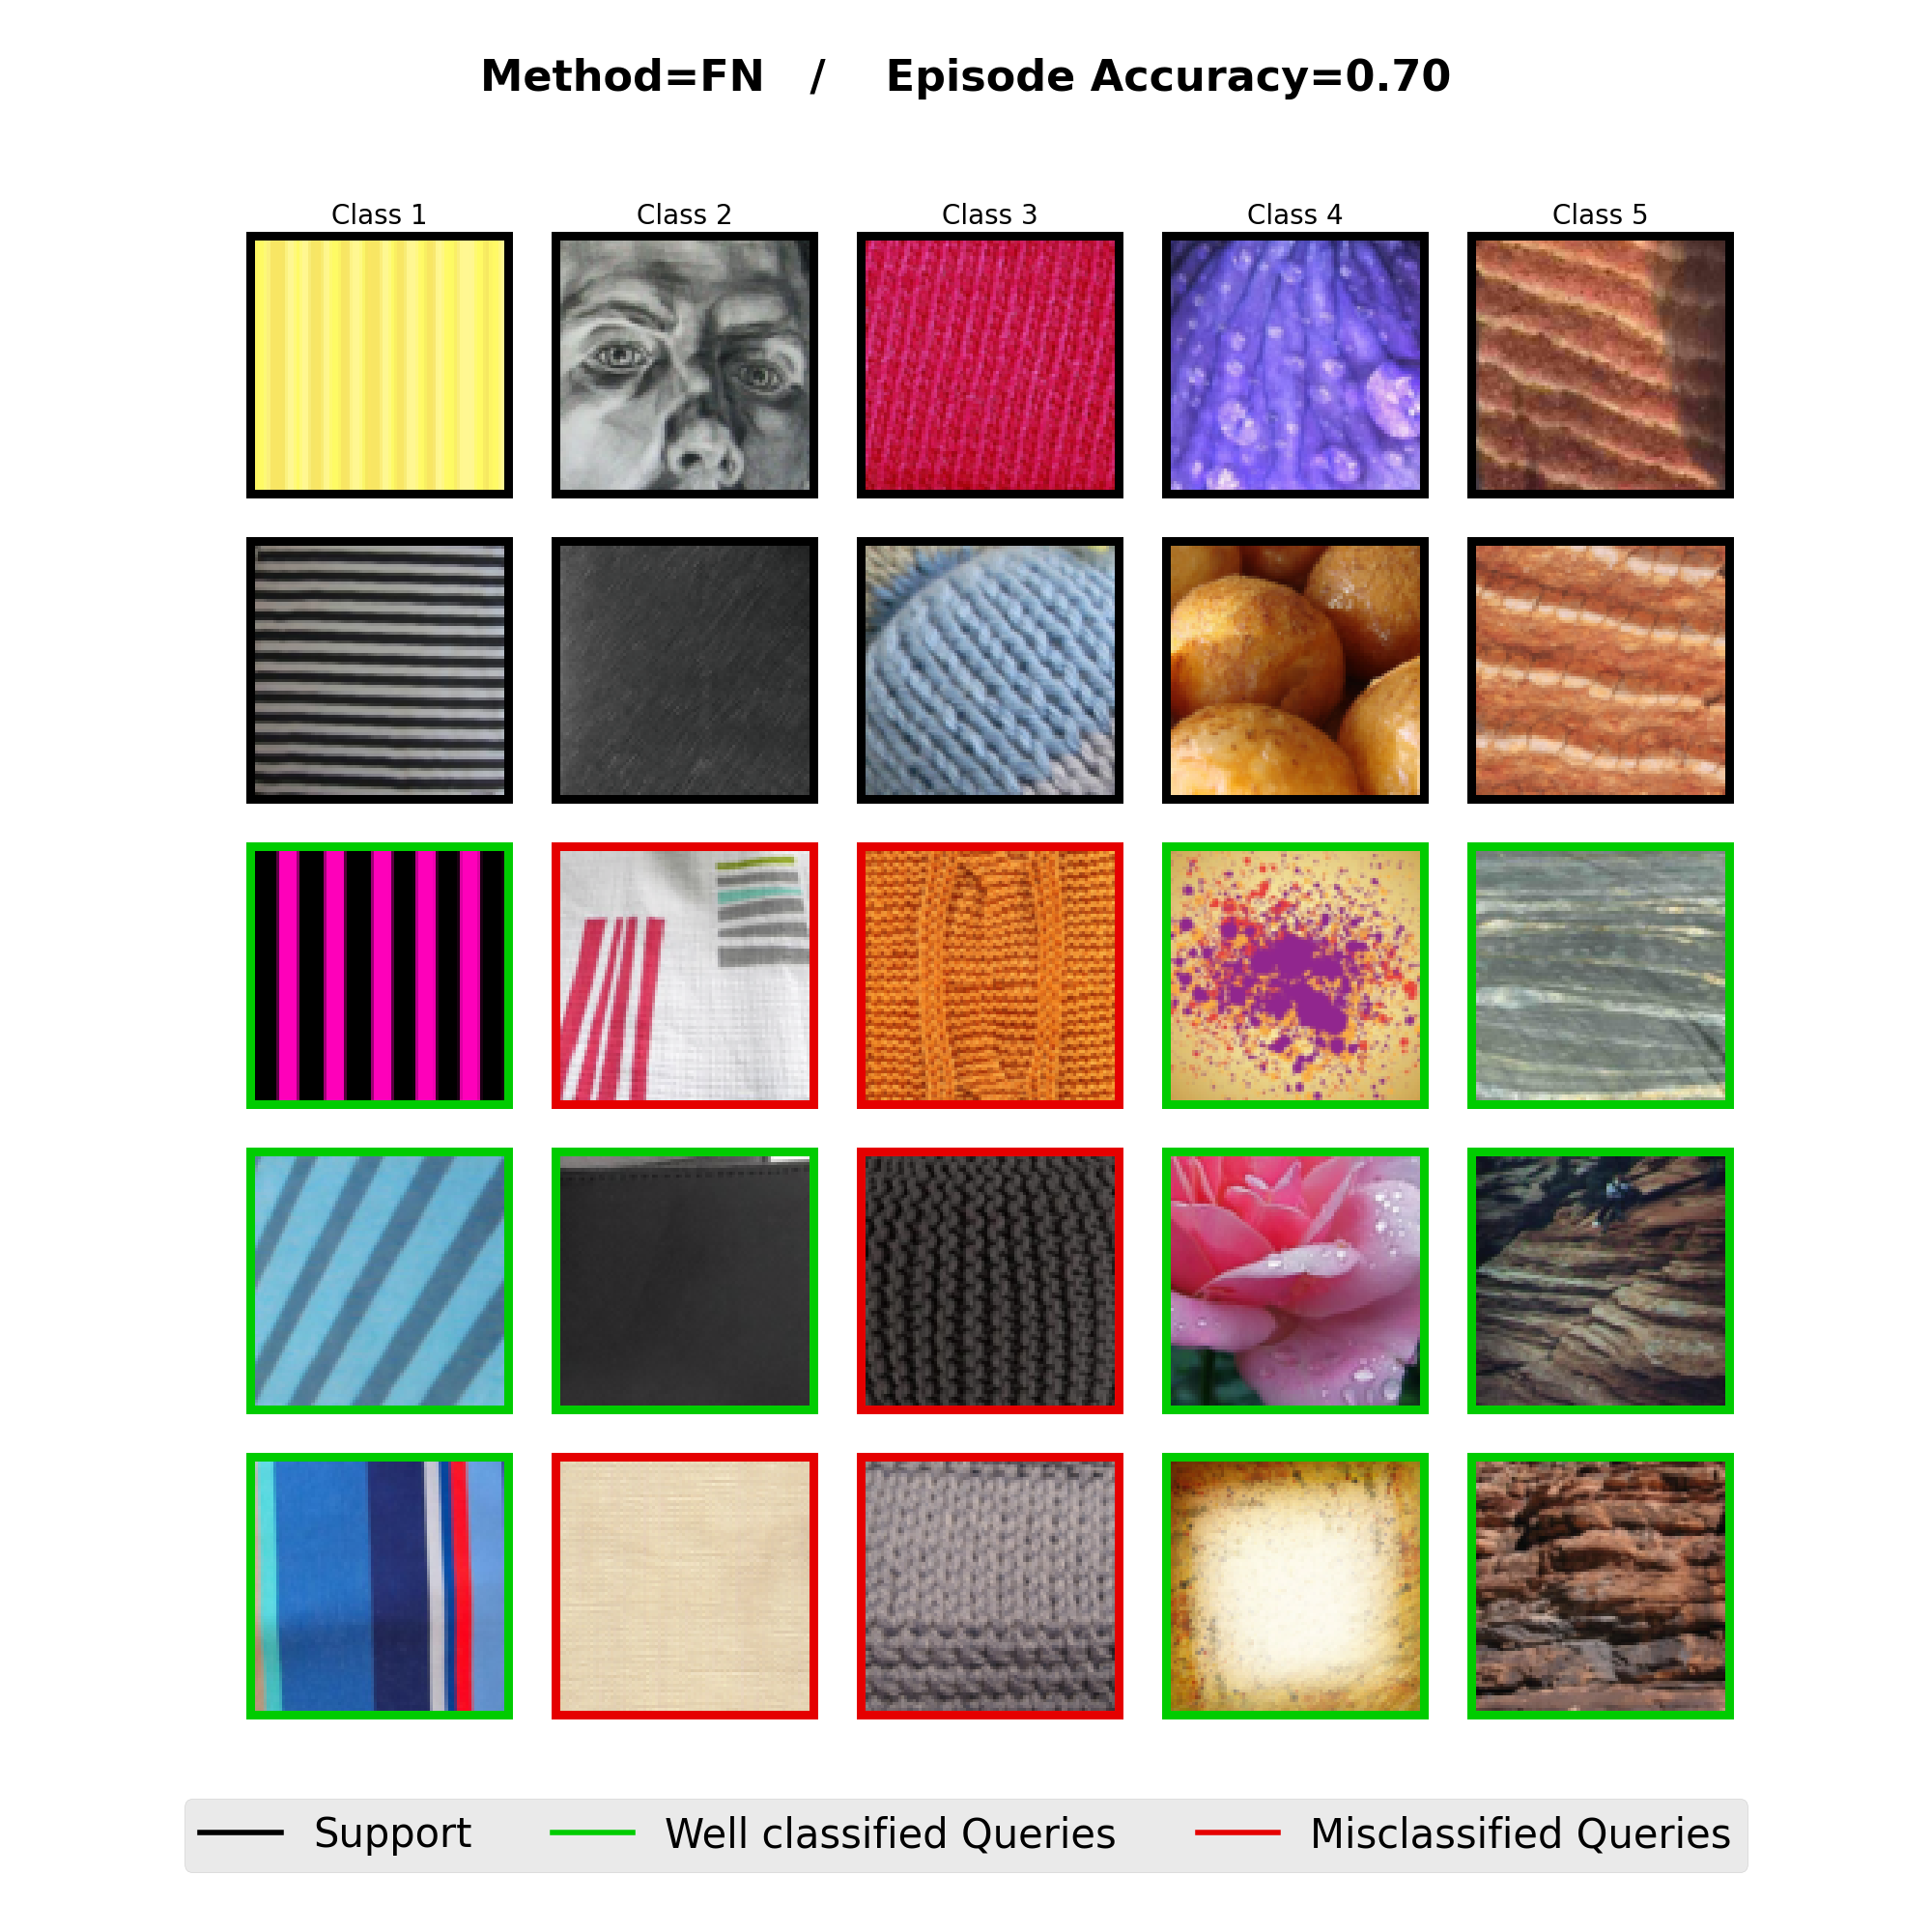 Method=FN / Episode Accuracy=0.70
Class 1 Class 2 Class 3 Class 4 Class 5
Support Well classified Queries Misclassified Queries